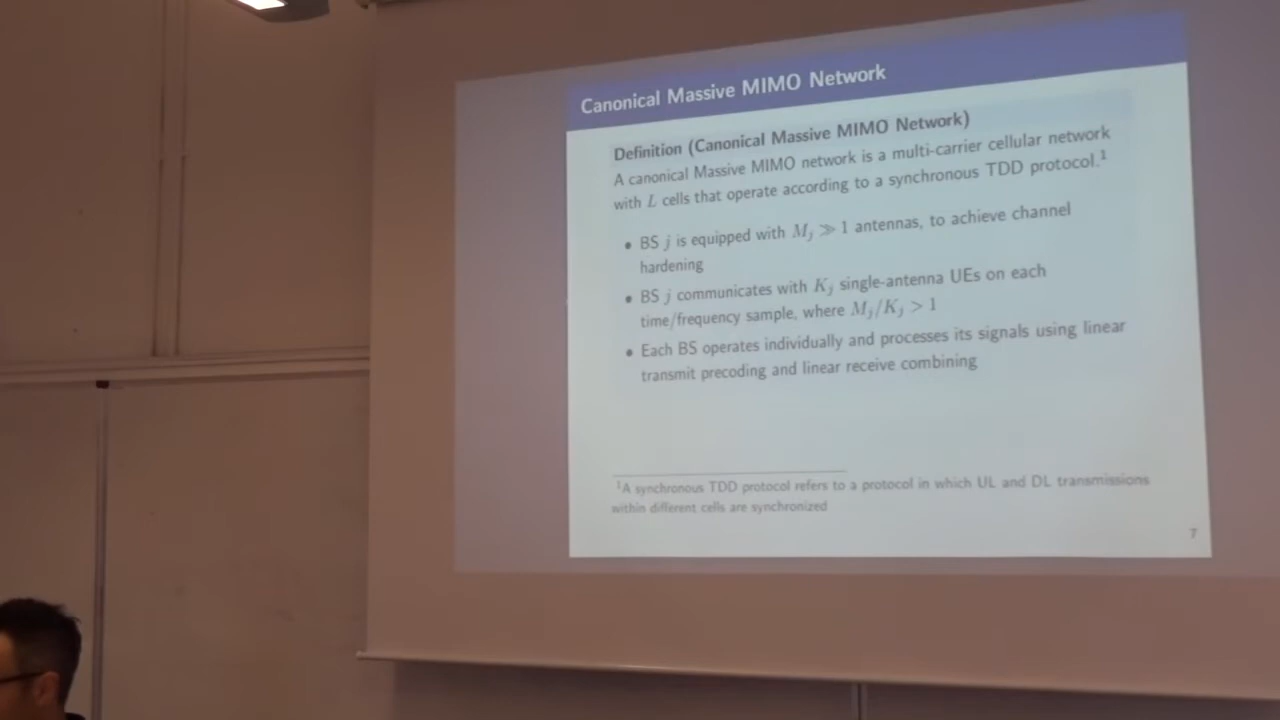 Canonical Massive MIMO Network
Definition (Canonical Massive MIMO Network)
A canonical Massive MIMO network is a multi-carrier cellular network
with L cells that operate according to a synchronous TDD protocol.¹
• BS j is equipped with Mⱼ ≫ 1 antennas, to achieve channel
hardening
• BS j communicates with Kⱼ single-antenna UEs on each
time/frequency sample, where Mⱼ/Kⱼ > 1
• Each BS operates individually and processes its signals using linear
transmit precoding and linear receive combining
¹A synchronous TDD protocol refers to a protocol in which UL and DL transmissions
within different cells are synchronized
7